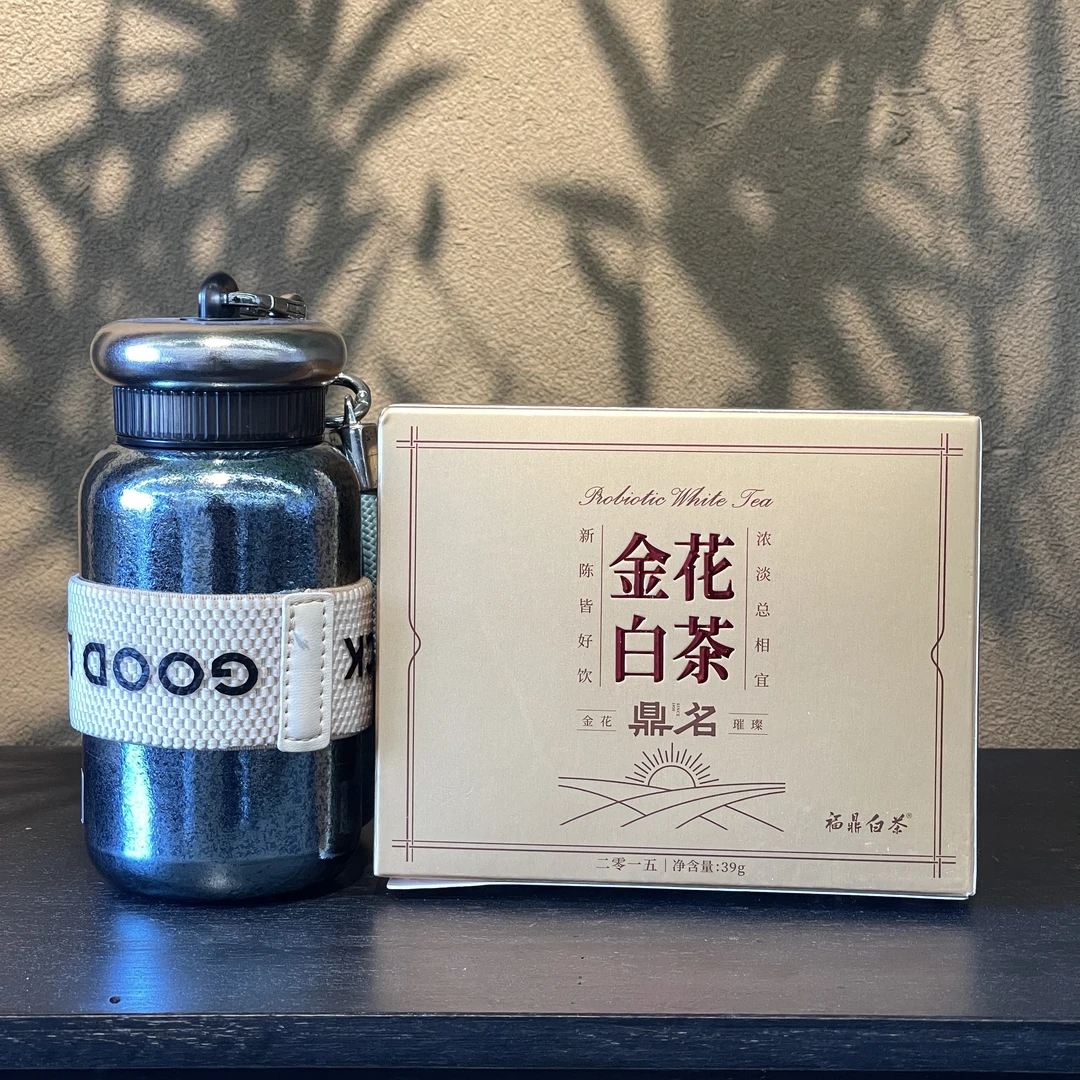 GOOD L
CK
Probiotic White Tea
新陈皆好饮
金花
白茶
浓淡总相宜
金花
鼎名
璀璨
福鼎白茶®
二零一五 | 净含量:39g